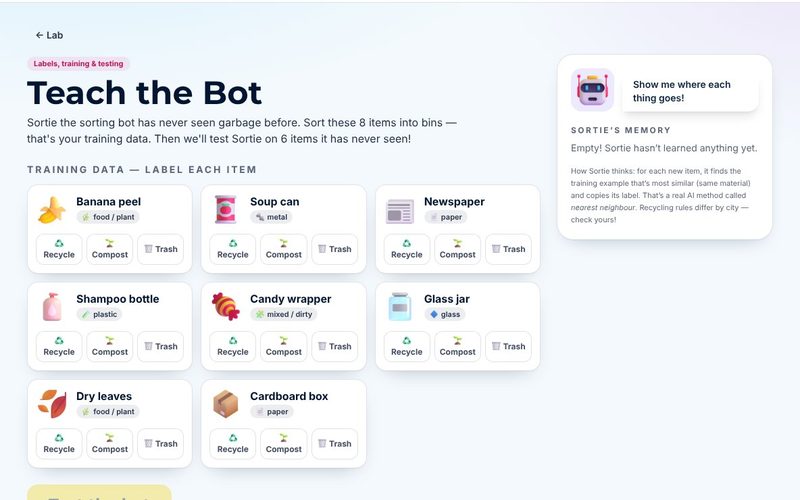 ← Lab
Labels, training & testing
Teach the Bot
Sortie the sorting bot has never seen garbage before. Sort these 8 items into bins —
that's your training data. Then we'll test Sortie on 6 items it has never seen!
TRAINING DATA — LABEL EACH ITEM
Banana peel
food / plant
Recycle
Compost
Trash
Soup can
metal
Recycle
Compost
Trash
Newspaper
paper
Recycle
Compost
Trash
Shampoo bottle
plastic
Recycle
Compost
Trash
Candy wrapper
mixed / dirty
Recycle
Compost
Trash
Glass jar
glass
Recycle
Compost
Trash
Dry leaves
food / plant
Recycle
Compost
Trash
Cardboard box
paper
Recycle
Compost
Trash
Show me where each
thing goes!
SORTIE'S MEMORY
Empty! Sortie hasn't learned anything yet.
How Sortie thinks: for each new item, it finds the
training example that's most similar (same material)
and copies its label. That's a real AI method called
nearest neighbour. Recycling rules differ by city —
check yours!